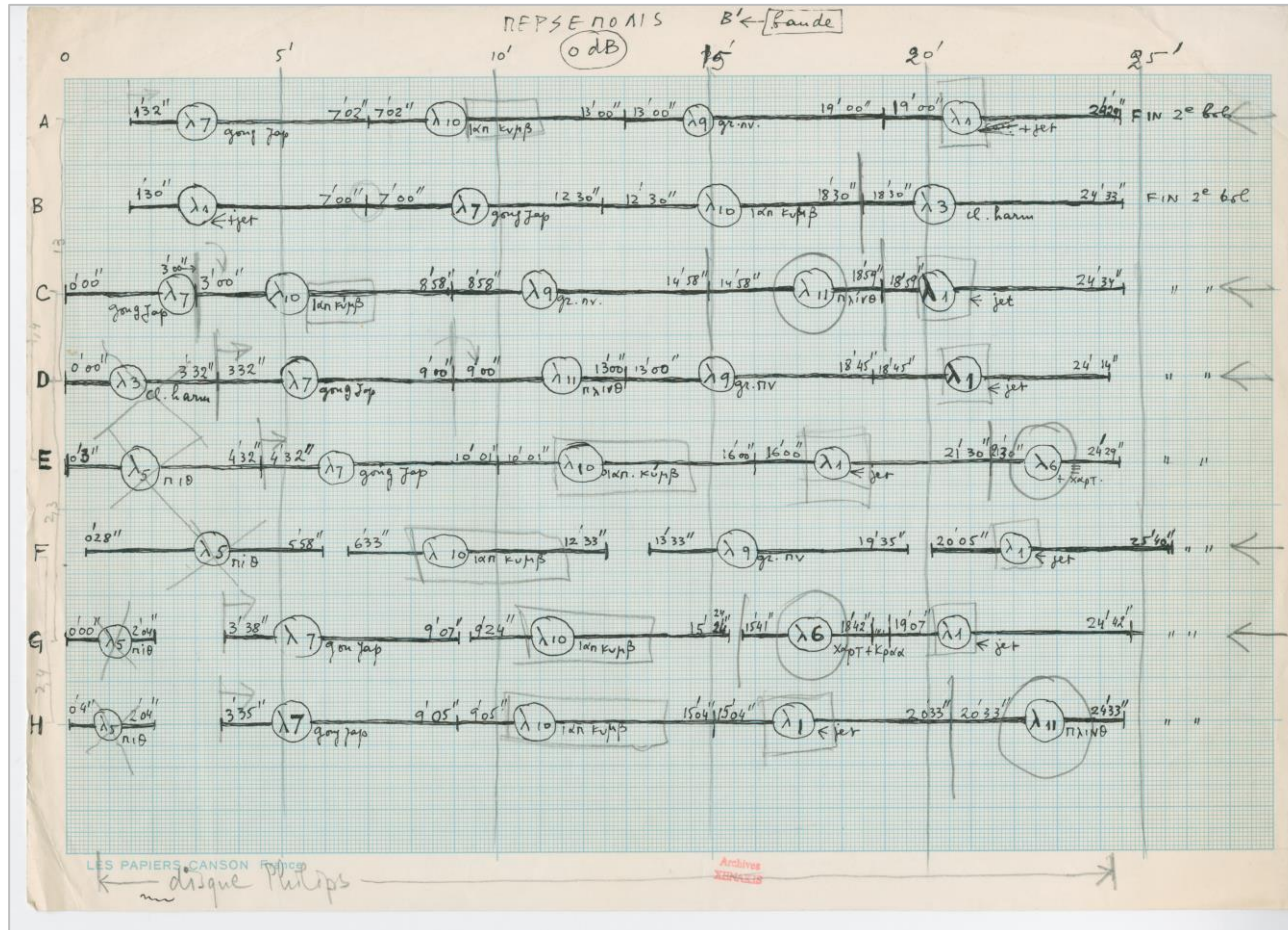 ΠΕΡΣΕΠΟΛΙΣ B' ← bande
0 dB
0 5' 10' 15' 20' 25'
A 1'32" λ7 gong Jap 7'02" 7'02" λ10 ιαπ κυμβ 13'00" 13'00" λ9 gr. πν. 19'00" 19'00" λ1 ← + jet 24'29" FIN 2e bob
B 1'30" λ1 ← + jet 7'00" 7'00" λ7 gong Jap 12'30" 12'30" λ10 ιαπ κυμβ 18'30 18'30" λ3 cl. harm 24'33" FIN 2e bob
C 0'00" λ7 gong Jap 3'00" 3'00" λ10 ιαπ κύμβ 8'58" 8'58 λ9 gr. πν. 14'58" 14'58" λ11 πλίνθ 18'59" 18'59" λ1 ← jet 24'34" " "
D 0'00" λ3 cl. harm 3'32" 3'32" λ7 gong Jap 9'00" 9'00" λ11 πλινθ 13'00 13'00 λ9 gr πν 18'45" 18'45" λ1 ← jet 24'14" " "
E λ5 πιθ 4'32" 4'32" λ7 gong Jap 10'01" 10'01" λ10 ιαπ. κύμβ 16'00" 16'00" λ1 ← jet 21'30" λ6 + χαρτ. 24'29" " "
F 0'28" λ5 πιθ 5'58" 6'33" λ10 ιαπ κυμβ 12'33" 13'33" λ9 gr. πν 19'35" 20'05" λ1 ← jet 25'40" " "
G 0'00" λ5 πιθ 2'04" 3'38" λ7 gon Jap 9'07" 9'24" λ10 ιαπ κυμβ 15'24" 15'41" λ6 χαρτ + 18'42" 19'07" λ1 ← jet 24'42" " "
H 0'4" λ5 πιθ 2'04" 3'35" λ7 gong Jap 9'05" 9'05" λ10 ιαπ κυμβ 15'04" 15'04" λ1 ← jet 20'33" 20'33" λ11 πλινθ 24'33" " "
LES PAPIERS CANSON France
disque Philips
Archives
XENAKIS